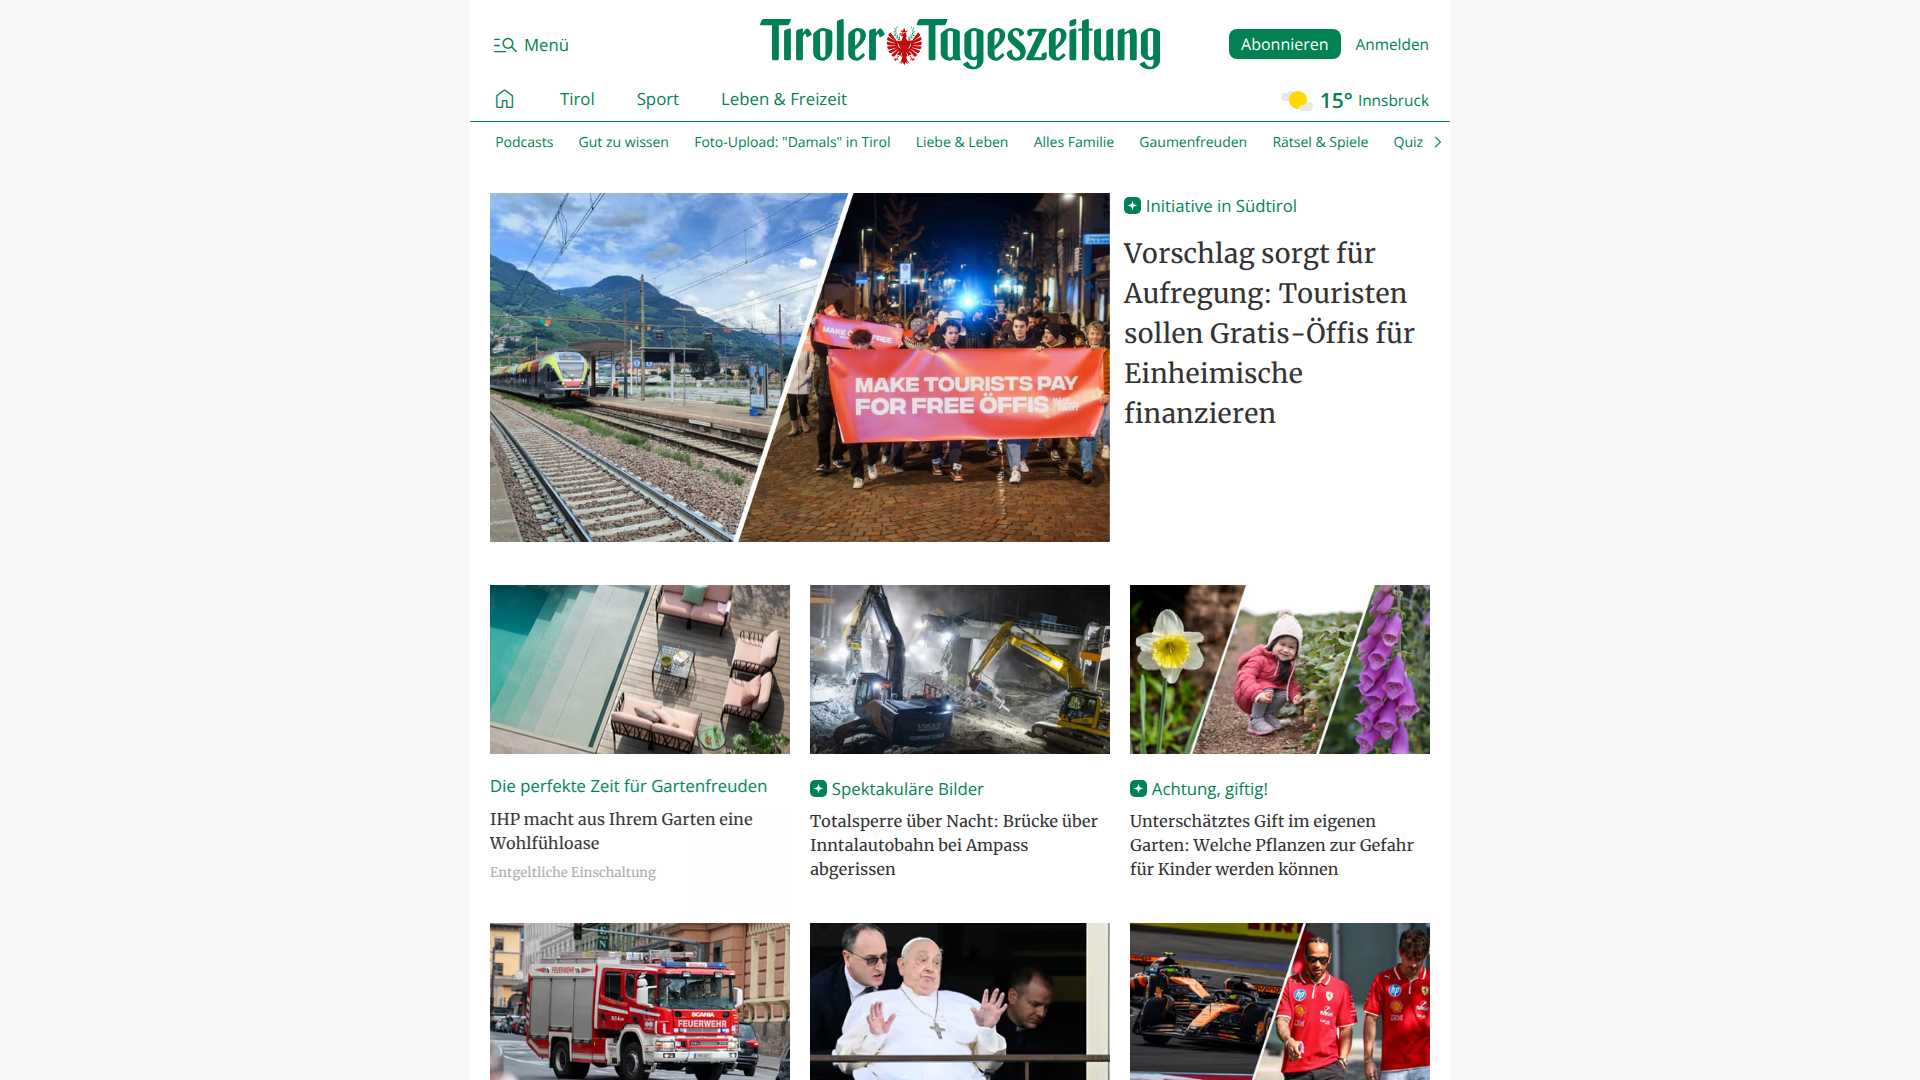 Menü
Tiroler Tageszeitung
Abonnieren
Anmelden
Tirol
Sport
Leben & Freizeit
15° Innsbruck
Podcasts
Gut zu wissen
Foto-Upload: "Damals" in Tirol
Liebe & Leben
Alles Familie
Gaumenfreuden
Rätsel & Spiele
Quiz
MAKE TOURISTS PAY
FOR FREE ÖFFIS
Initiative in Südtirol
Vorschlag sorgt für
Aufregung: Touristen
sollen Gratis-Öffis für
Einheimische
finanzieren
Die perfekte Zeit für Gartenfreuden
IHP macht aus Ihrem Garten eine
Wohlfühloase
Entgeltliche Einschaltung
Spektakuläre Bilder
Totalsperre über Nacht: Brücke über
Inntalautobahn bei Ampass
abgerissen
Achtung, giftig!
Unterschätztes Gift im eigenen
Garten: Welche Pflanzen zur Gefahr
für Kinder werden können
SCANIA
FEUERWEHR
hp
hp